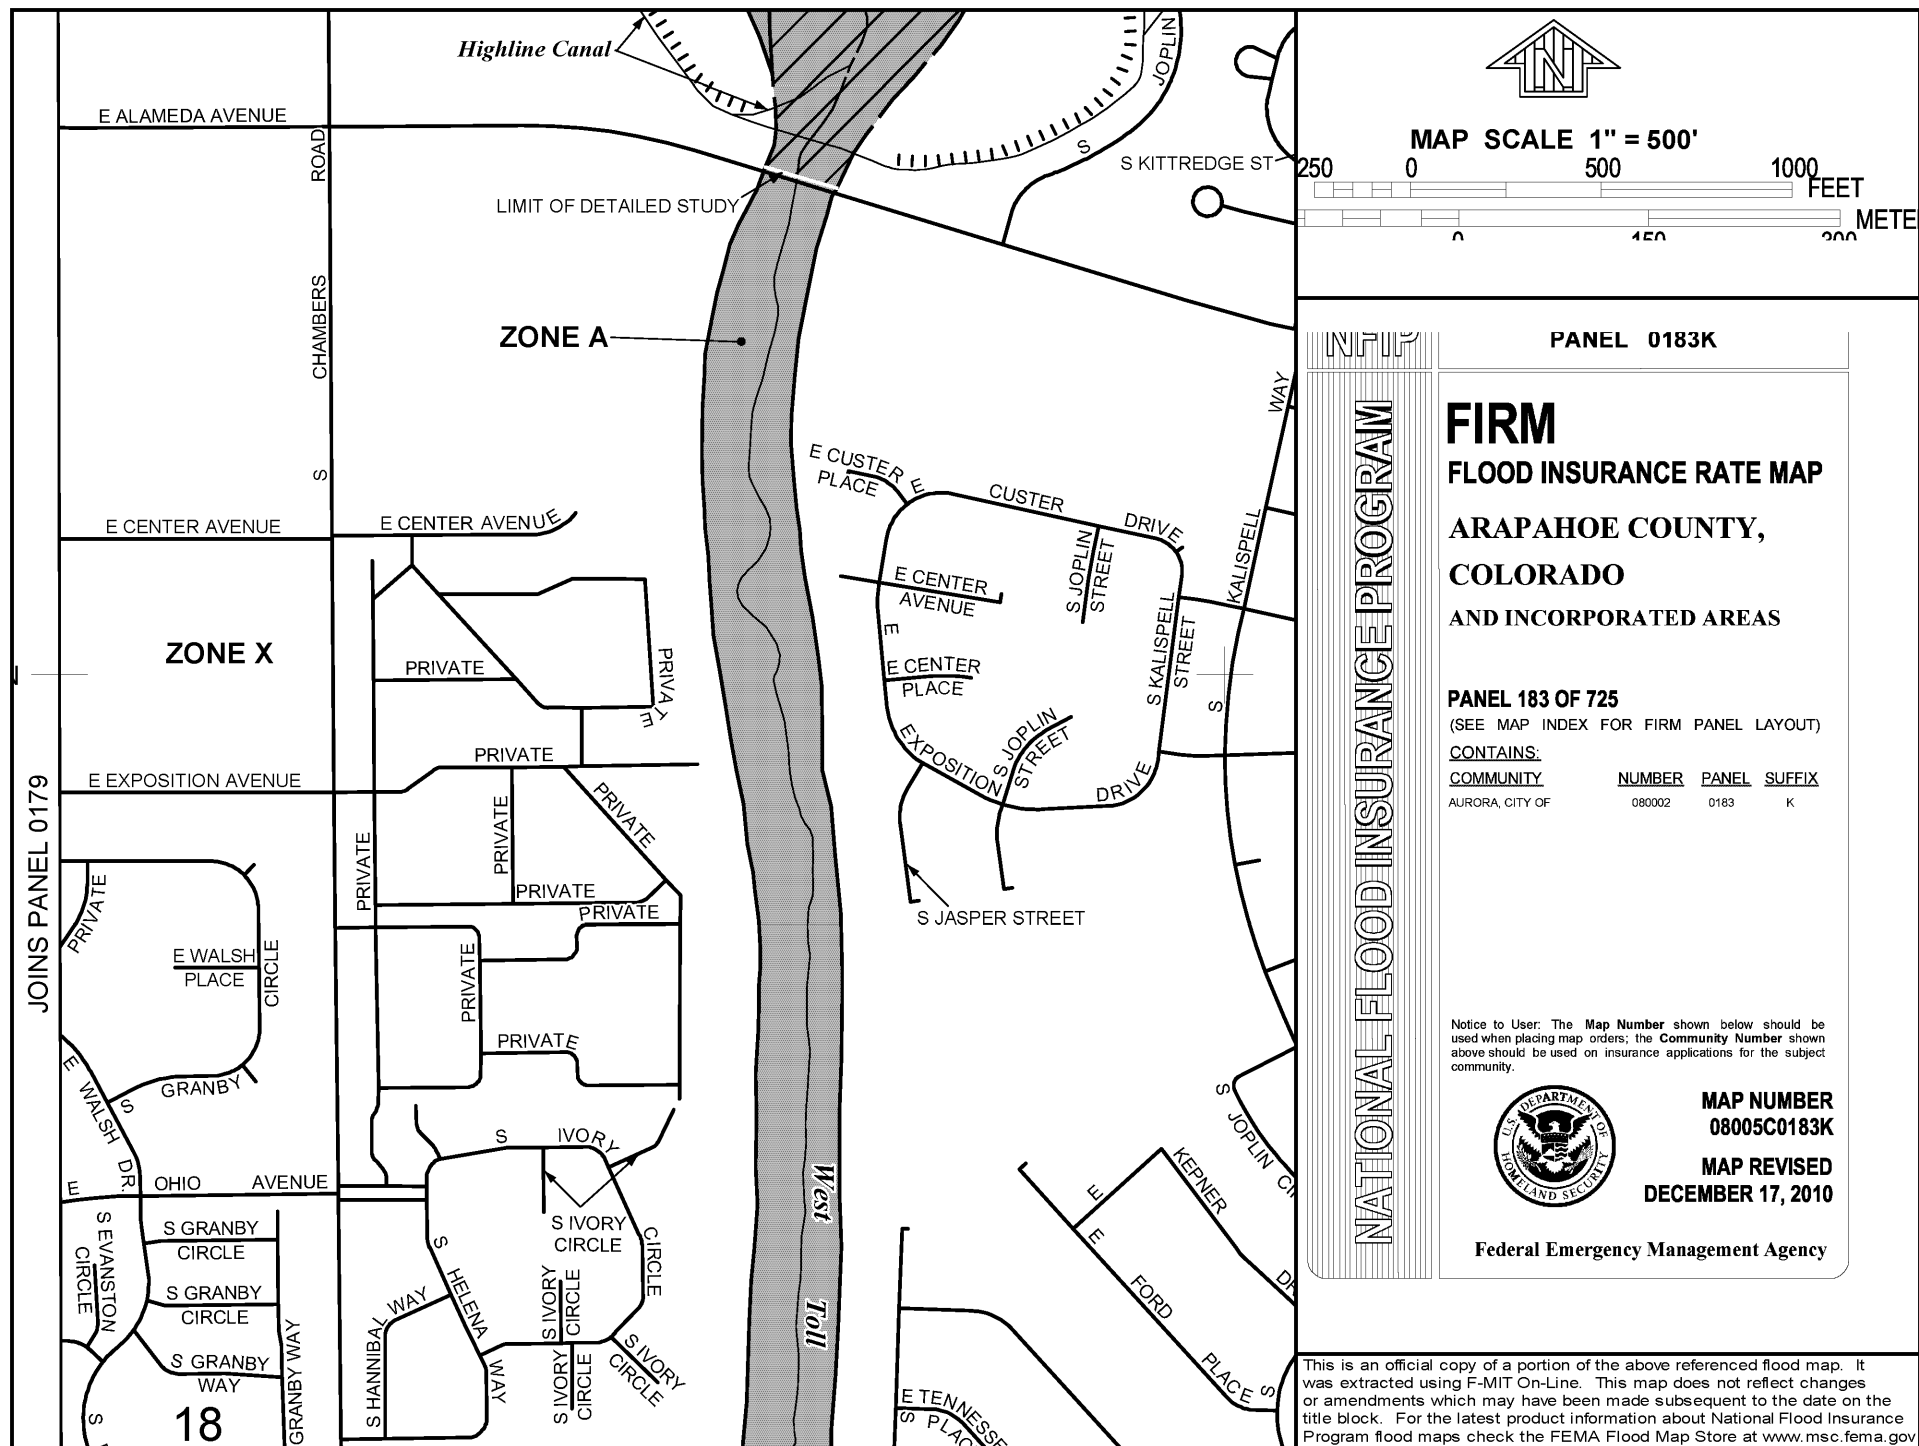 Highline Canal
E ALAMEDA AVENUE
ROAD
CHAMBERS
S
LIMIT OF DETAILED STUDY
ZONE A
JOPLIN
S
S KITTREDGE ST
E CENTER AVENUE
E CENTER AVENUE
ZONE X
PRIVATE
PRIVATE
PRIVATE
E EXPOSITION AVENUE
JOINS PANEL 0179
PRIVATE
PRIVATE
PRIVATE
PRIVATE
PRIVATE
PRIVATE
PRIVATE
PRIVATE
E WALSH
PLACE
CIRCLE
GRANBY
S
E WALSH DR.
E OHIO AVENUE
S EVANSTON
CIRCLE
S GRANBY
CIRCLE
S GRANBY
CIRCLE
S GRANBY
WAY
GRANBY WAY
18
S
S IVORY
CIRCLE
S IVORY
CIRCLE
S HELENA
WAY
S HANNIBAL
WAY
S IVORY
CIRCLE
S IVORY
CIRCLE
S IVORY
CIRCLE
West
Toll
E CUSTER
PLACE
E CUSTER DRIVE
S JOPLIN
STREET
E CENTER
AVENUE
E
E CENTER
PLACE
EXPOSITION DRIVE
S JOPLIN
STREET
S KALISPELL
STREET
WAY
KALISPELL
S
S JASPER STREET
S JOPLIN
E
KEPNER
E
FORD
PLACE
S
E TENNESSE
S
N
MAP SCALE 1" = 500'
250 0 500 1000
FEET
METE
0 150 300
NFIP
PANEL 0183K
NATIONAL FLOOD INSURANCE PROGRAM
FIRM
FLOOD INSURANCE RATE MAP
ARAPAHOE COUNTY,
COLORADO
AND INCORPORATED AREAS
PANEL 183 OF 725
(SEE MAP INDEX FOR FIRM PANEL LAYOUT)
CONTAINS:
COMMUNITY NUMBER PANEL SUFFIX
AURORA, CITY OF 080002 0183 K
Notice to User: The Map Number shown below should be
used when placing map orders; the Community Number shown
above should be used on insurance applications for the subject
community.
U.S. DEPARTMENT OF
HOMELAND SECURITY
MAP NUMBER
08005C0183K
MAP REVISED
DECEMBER 17, 2010
Federal Emergency Management Agency
This is an official copy of a portion of the above referenced flood map. It
was extracted using F-MIT On-Line. This map does not reflect changes
or amendments which may have been made subsequent to the date on the
title block. For the latest product information about National Flood Insurance
Program flood maps check the FEMA Flood Map Store at www.msc.fema.gov